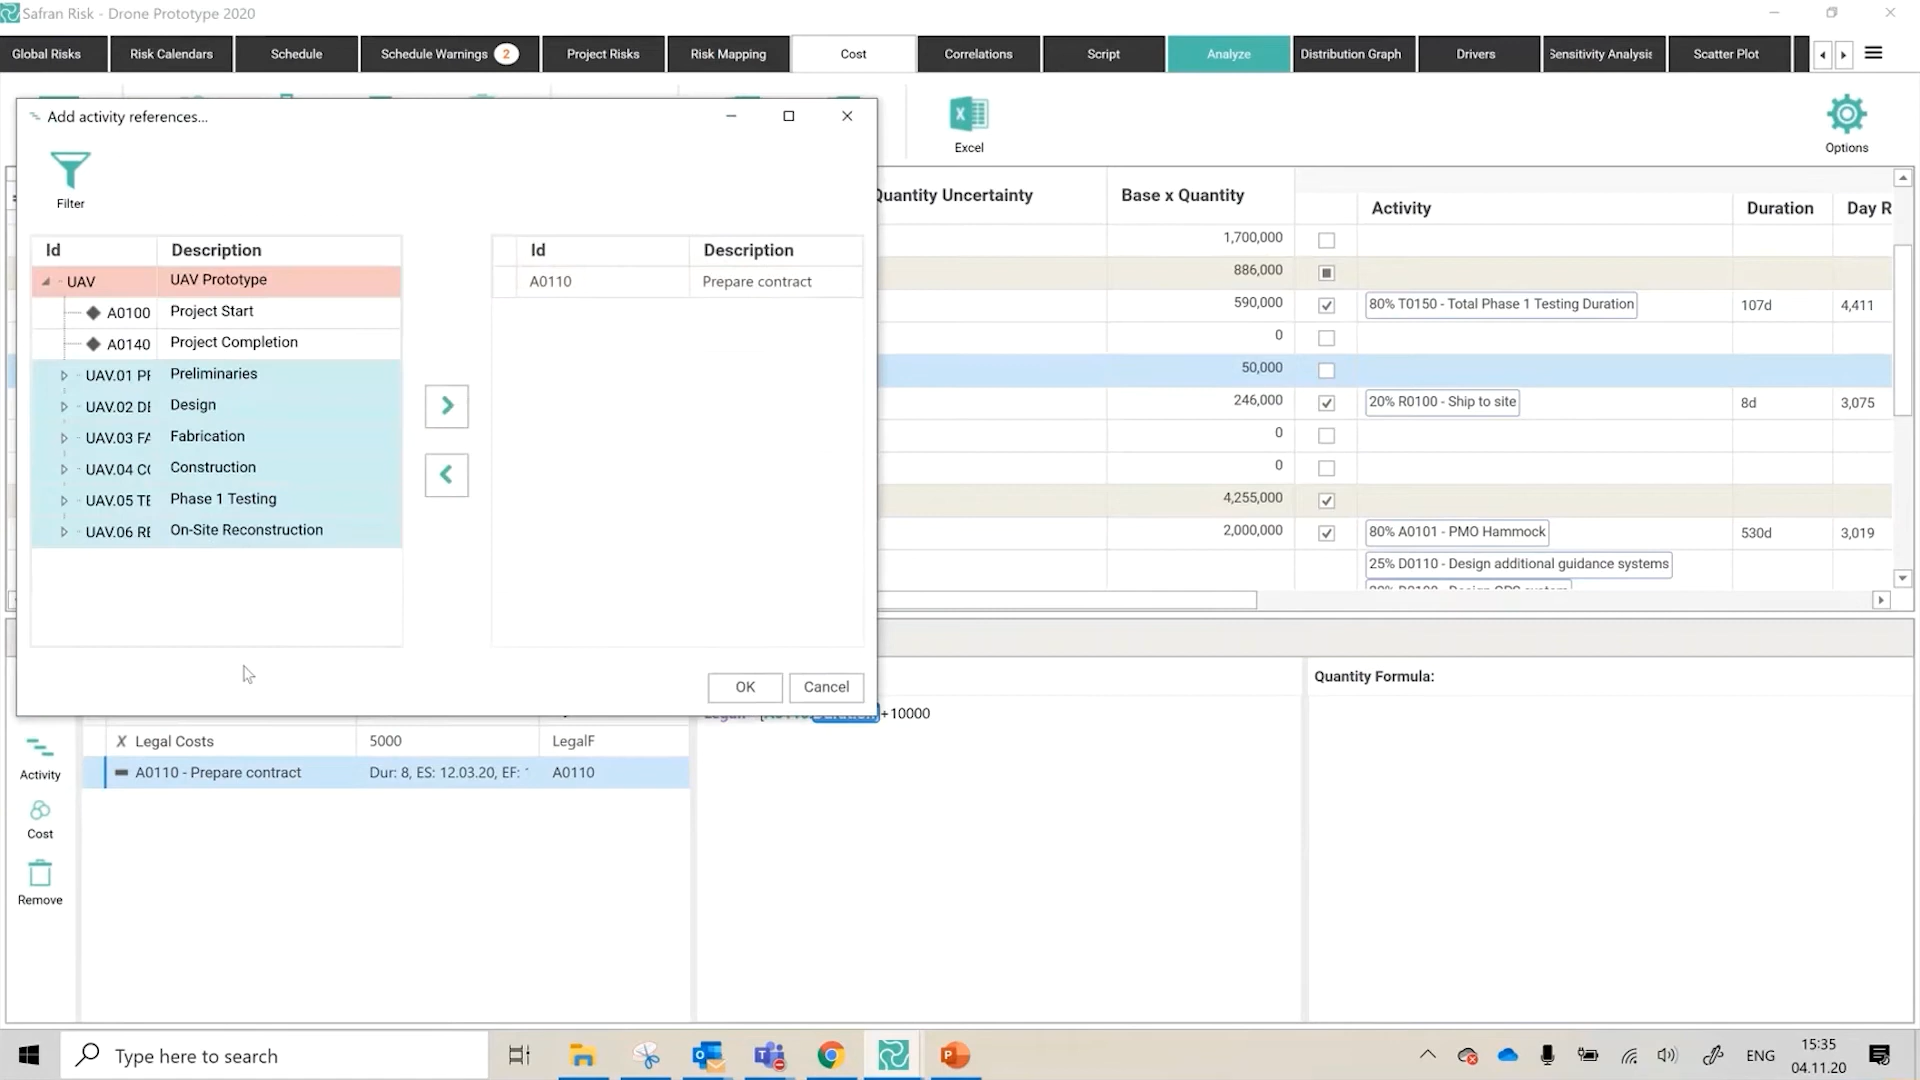 Safran Risk - Drone Prototype 2020
Global Risks
Risk Calendars
Schedule
Schedule Warnings 2
Project Risks
Risk Mapping
Cost
Correlations
Script
Analyze
Distribution Graph
Drivers
Sensitivity Analysis
Scatter Plot
Add activity references...
Filter
Excel
Options
Id Description
UAV UAV Prototype
A0100 Project Start
A0140 Project Completion
UAV.01 Preliminaries
UAV.02 Design
UAV.03 Fabrication
UAV.04 Construction
UAV.05 Phase 1 Testing
UAV.06 On-Site Reconstruction
Id Description
A0110 Prepare contract
OK Cancel
Quantity Uncertainty Base x Quantity Activity Duration Day R
1,700,000
886,000
590,000 80% T0150 - Total Phase 1 Testing Duration 107d 4,411
0
50,000
246,000 20% R0100 - Ship to site 8d 3,075
0
0
4,255,000
2,000,000 80% A0101 - PMO Hammock 530d 3,019
25% D0110 - Design additional guidance systems
Quantity Formula:
+10000
Legal Costs 5000 LegalF
A0110 - Prepare contract Dur: 8, ES: 12.03.20, EF: A0110
Activity
Cost
Remove
Type here to search
ENG
15:35
04.11.20